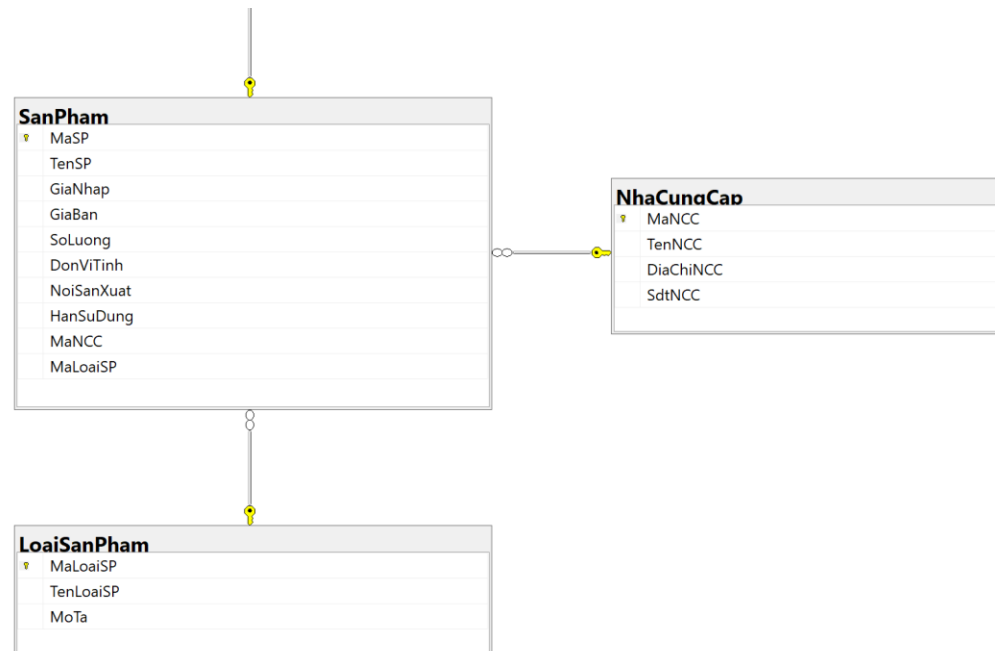 SanPham
MaSP
TenSP
GiaNhap
GiaBan
SoLuong
DonViTinh
NoiSanXuat
HanSuDung
MaNCC
MaLoaiSP
NhaCungCap
MaNCC
TenNCC
DiaChiNCC
SdtNCC
LoaiSanPham
MaLoaiSP
TenLoaiSP
MoTa